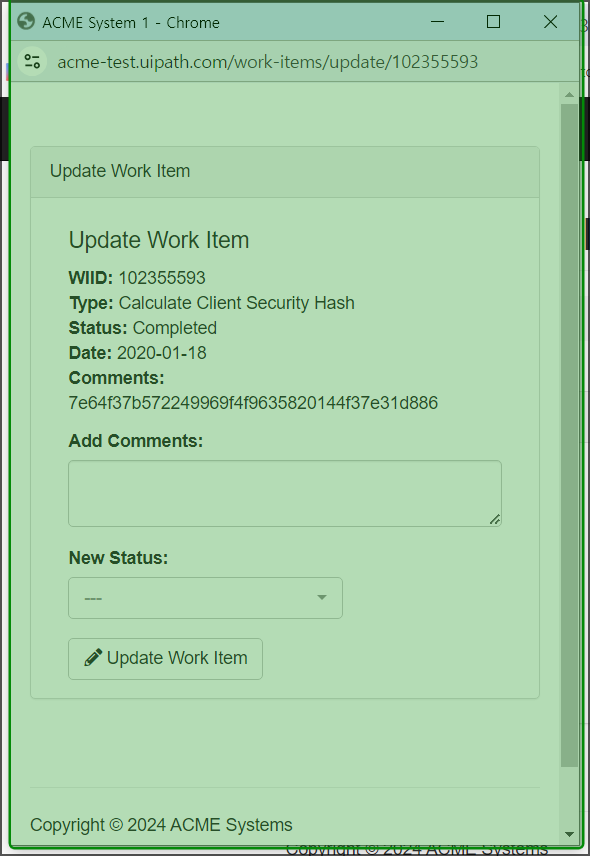 ACME System 1 - Chrome
acme-test.uipath.com/work-items/update/102355593
Update Work Item
Update Work Item
WIID: 102355593
Type: Calculate Client Security Hash
Status: Completed
Date: 2020-01-18
Comments:
7e64f37b572249969f4f9635820144f37e31d886
Add Comments:
New Status:
---
Update Work Item
Copyright © 2024 ACME Systems
Copyright © 2024 ACME Systems